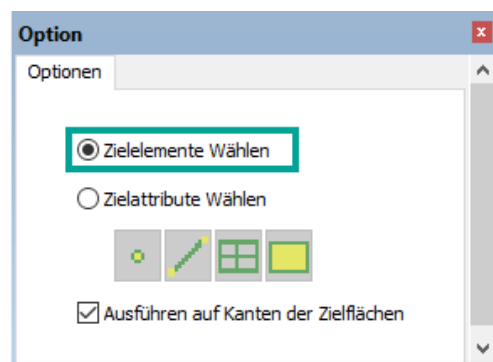 Option
Optionen
Zielelemente Wählen
Zielattribute Wählen
Ausführen auf Kanten der Zielflächen